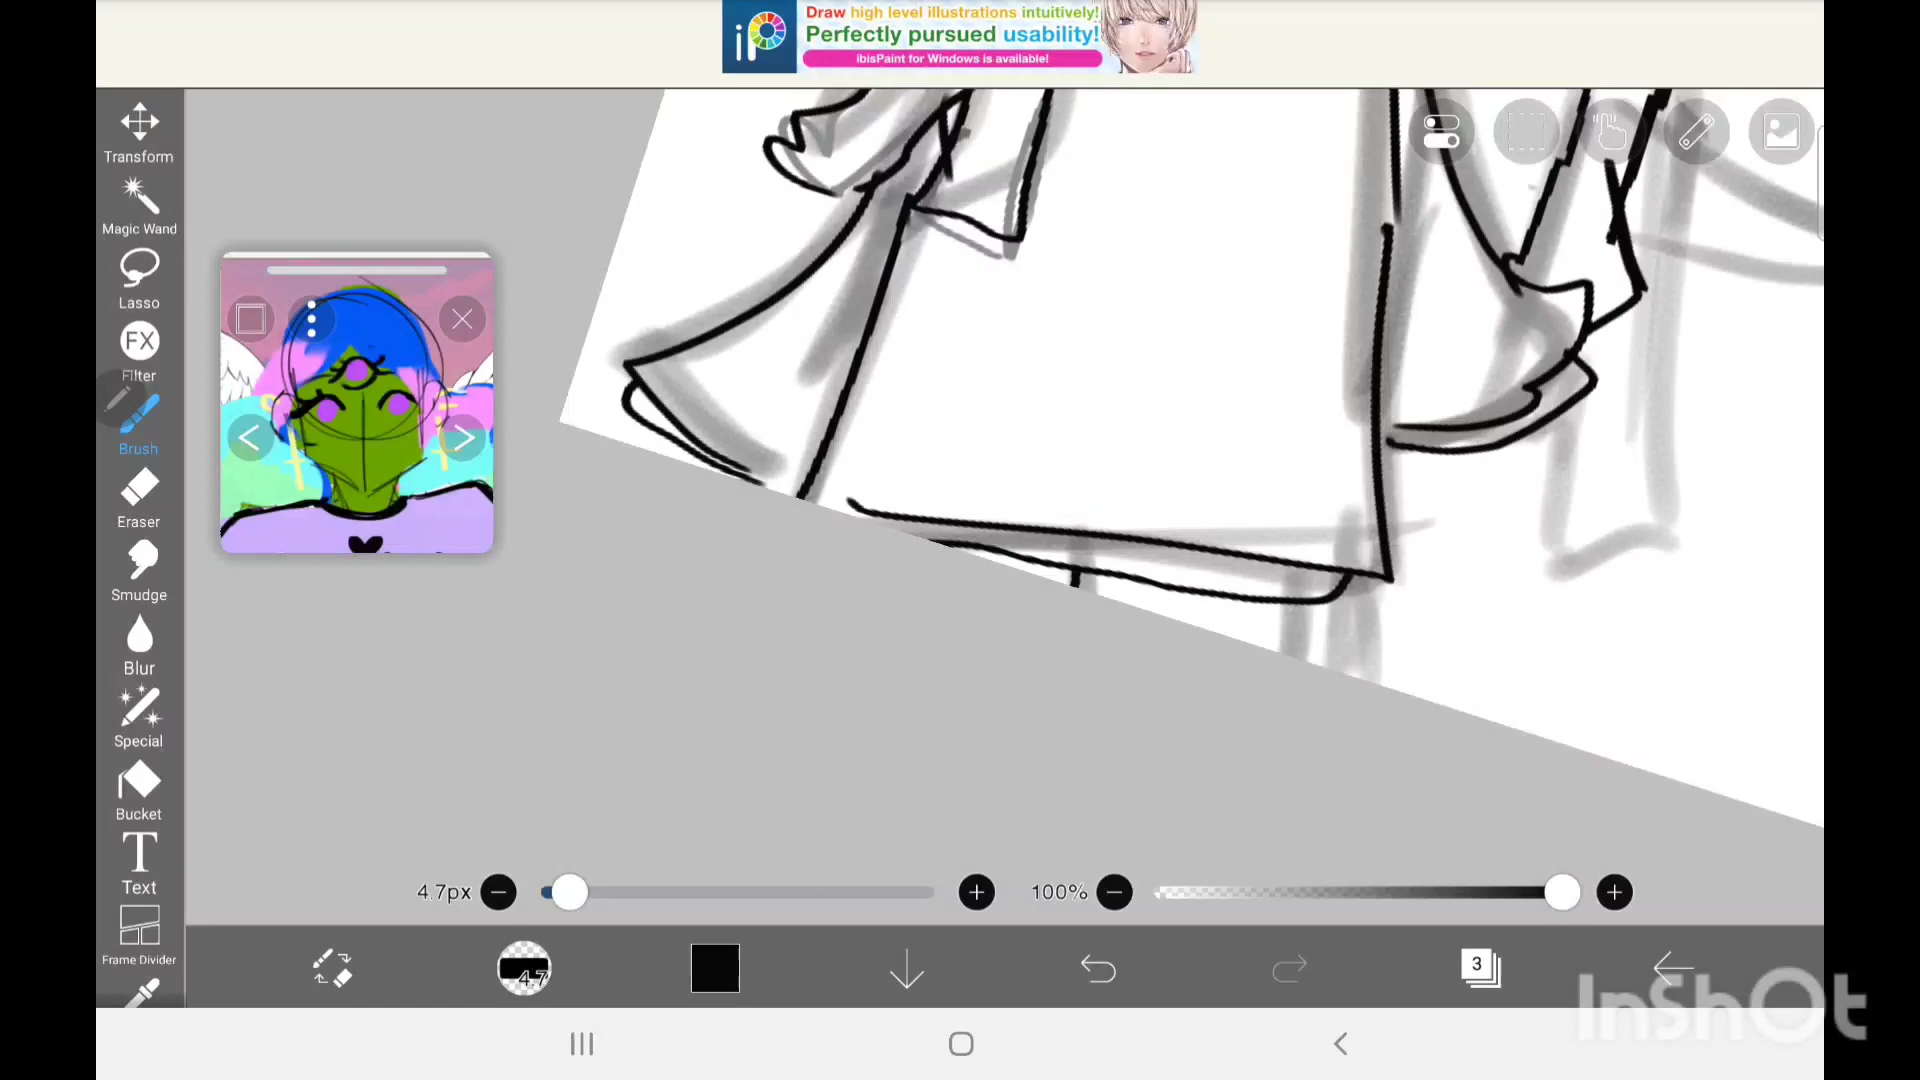 iP
Draw high level illustrations intuitively!
Perfectly pursued usability!
ibisPaint for Windows is available!
Transform
Magic Wand
Lasso
FX
Filter
Brush
Eraser
Smudge
Blur
Special
Bucket
T
Text
Frame Divider
4.7px
100%
4.7
3
InShOt